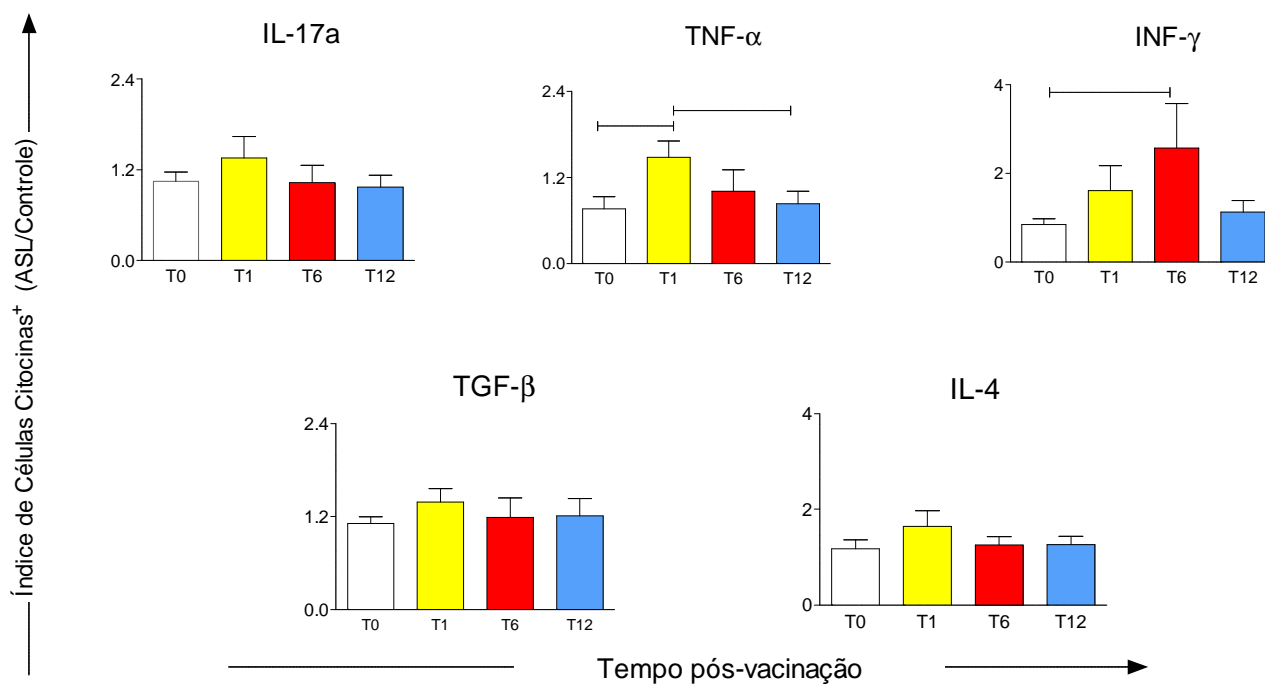 Índice de Células Citocinas⁺ (ASL/Controle)
IL-17a
2.4
1.2
0.0
T0 T1 T6 T12
TNF-α
2.4
1.2
0.0
T0 T1 T6 T12
INF-γ
4
2
0
T0 T1 T6 T12
TGF-β
2.4
1.2
0.0
T0 T1 T6 T12
IL-4
4
2
0
T0 T1 T6 T12
Tempo pós-vacinação